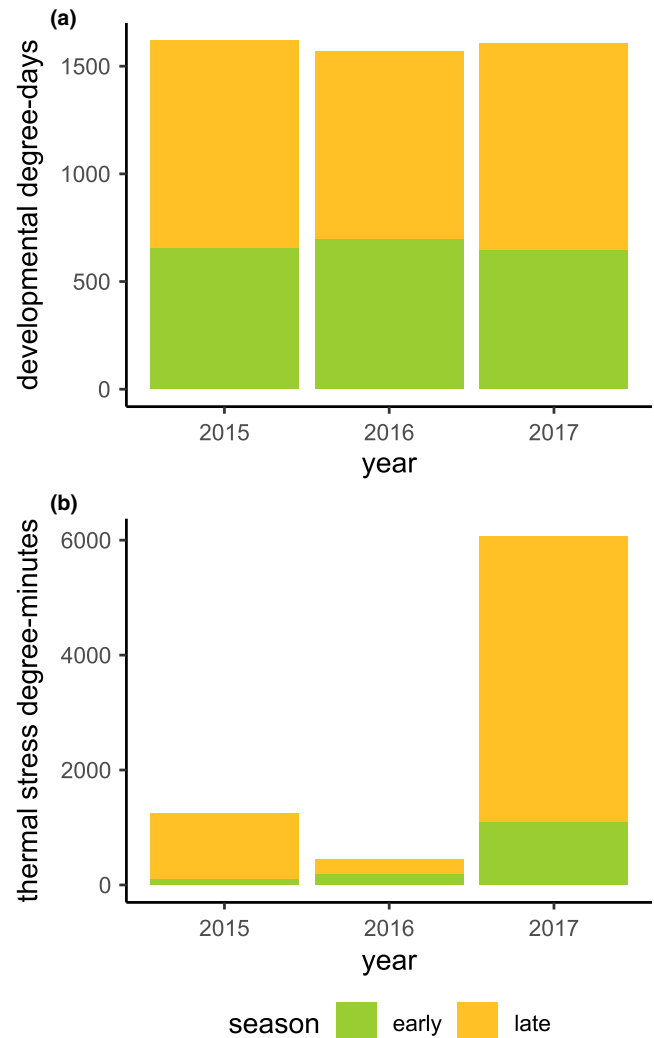 (a)
developmental degree-days
1500
1000
500
0
2015 2016 2017
year
(b)
thermal stress degree-minutes
6000
4000
2000
0
2015 2016 2017
year
season early late